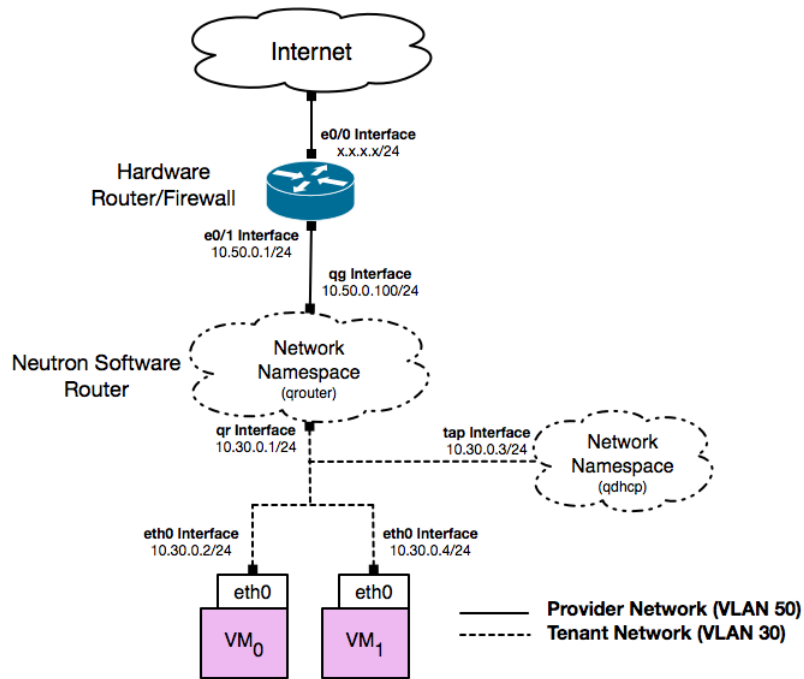 Internet
e0/0 Interface
x.x.x.x/24
Hardware
Router/Firewall
e0/1 Interface
10.50.0.1/24
qg Interface
10.50.0.100/24
Neutron Software
Router
Network
Namespace
(qrouter)
qr Interface
10.30.0.1/24
tap Interface
10.30.0.3/24
Network
Namespace
(qdhcp)
eth0 Interface
10.30.0.2/24
eth0 Interface
10.30.0.4/24
eth0
eth0
VM0
VM1
Provider Network (VLAN 50)
Tenant Network (VLAN 30)